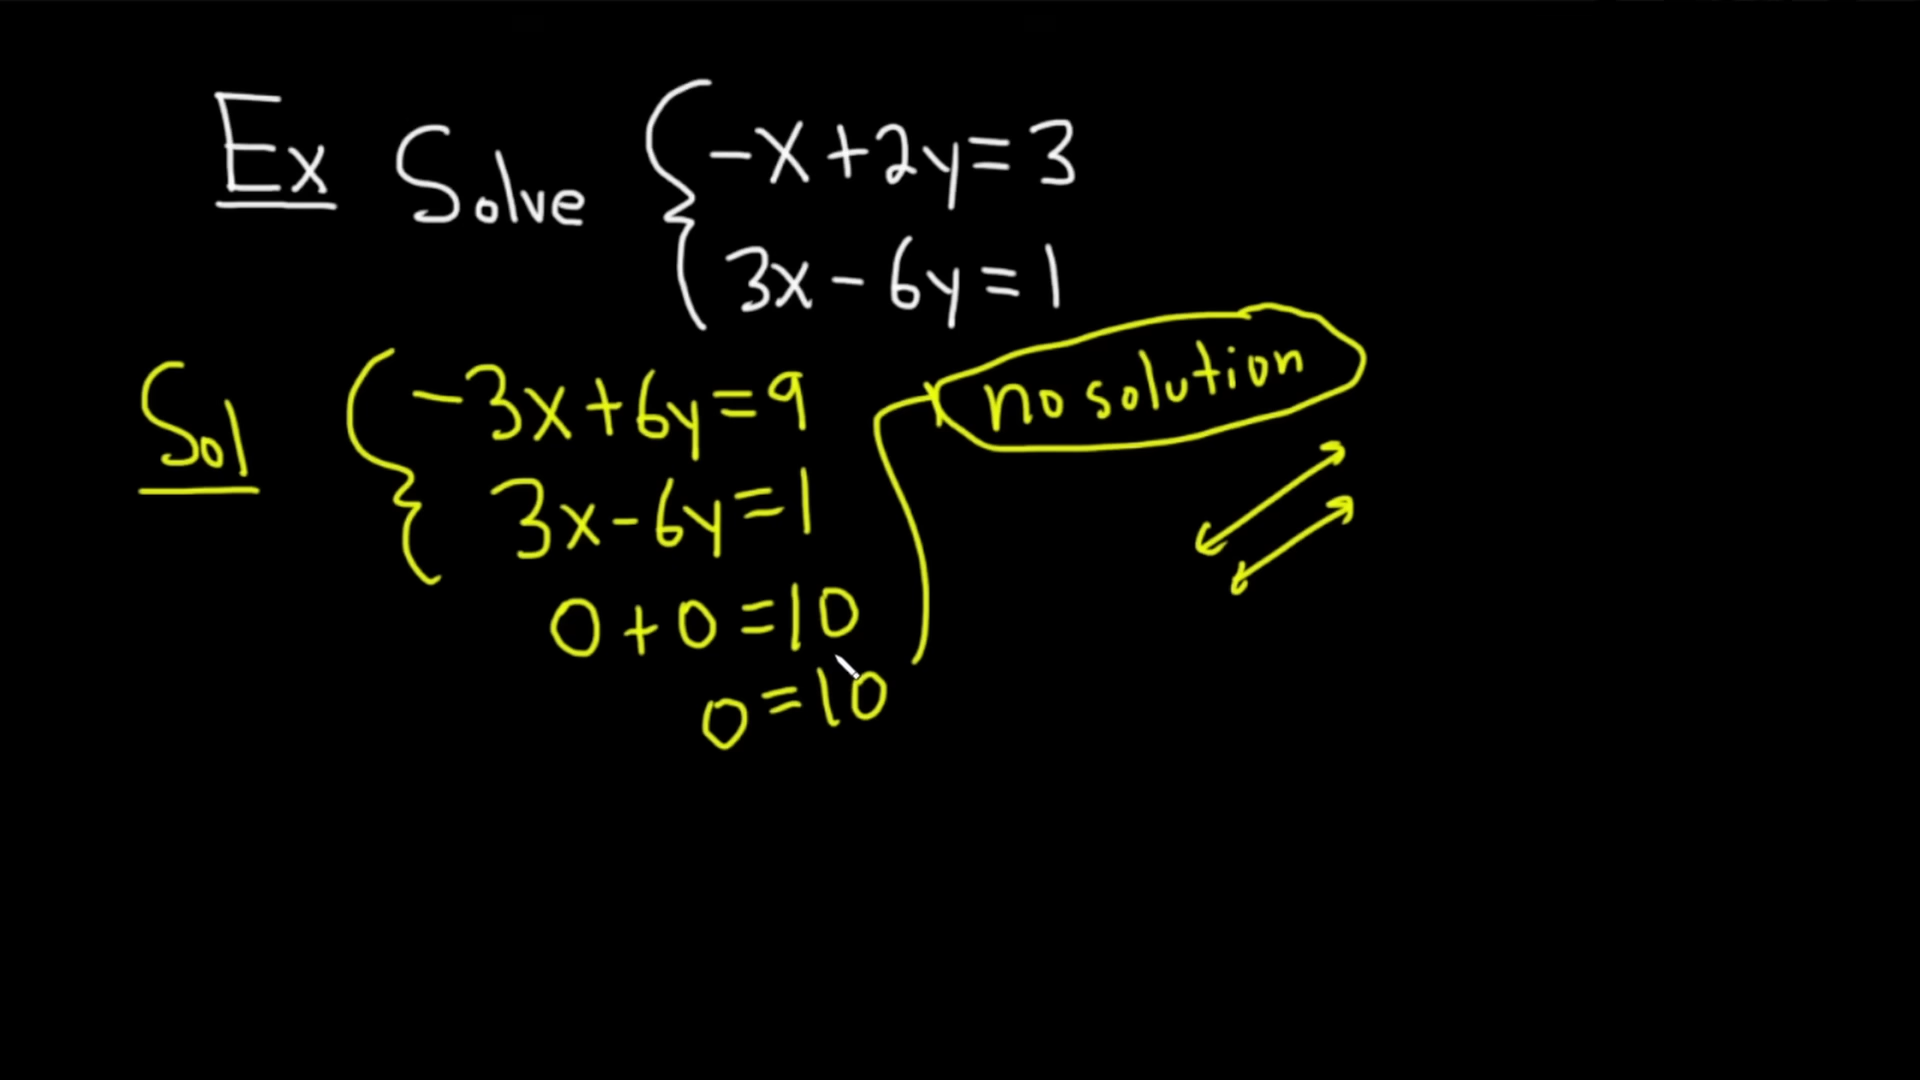 Ex Solve { -x+2y=3
3x-6y=1
Sol { -3x+6y=9
3x-6y=1
0+0=10
0=10
no solution